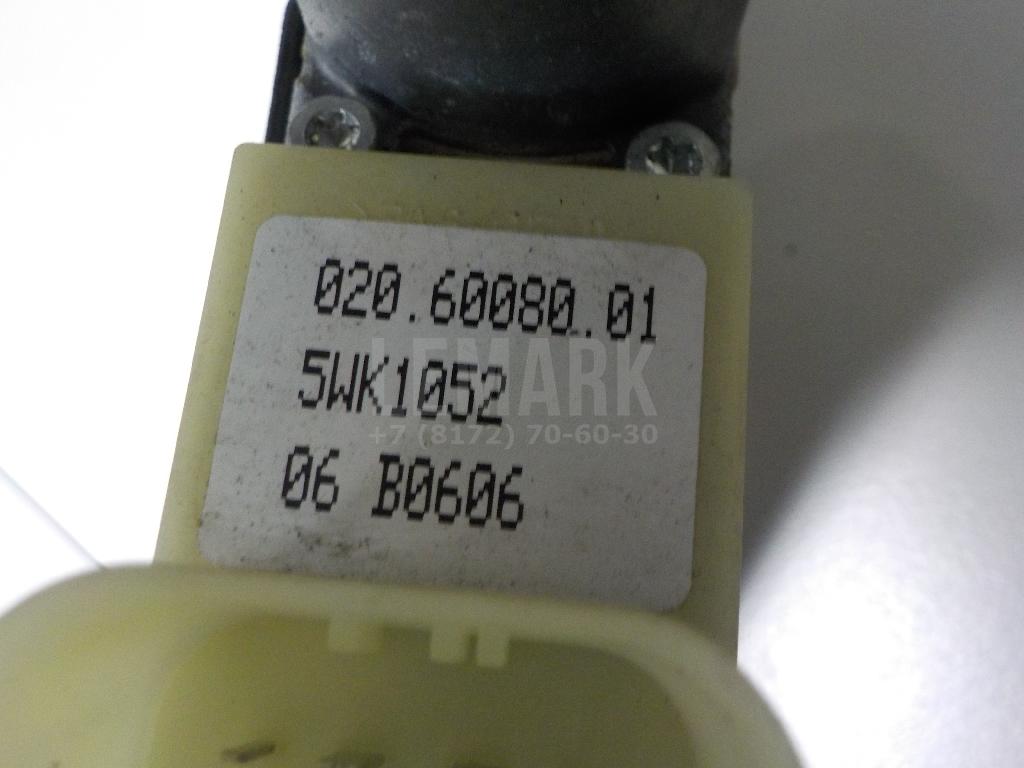 020.60080.01
LEMARK
5WK1052
+7 (8172) 70-60-30
06 B0606